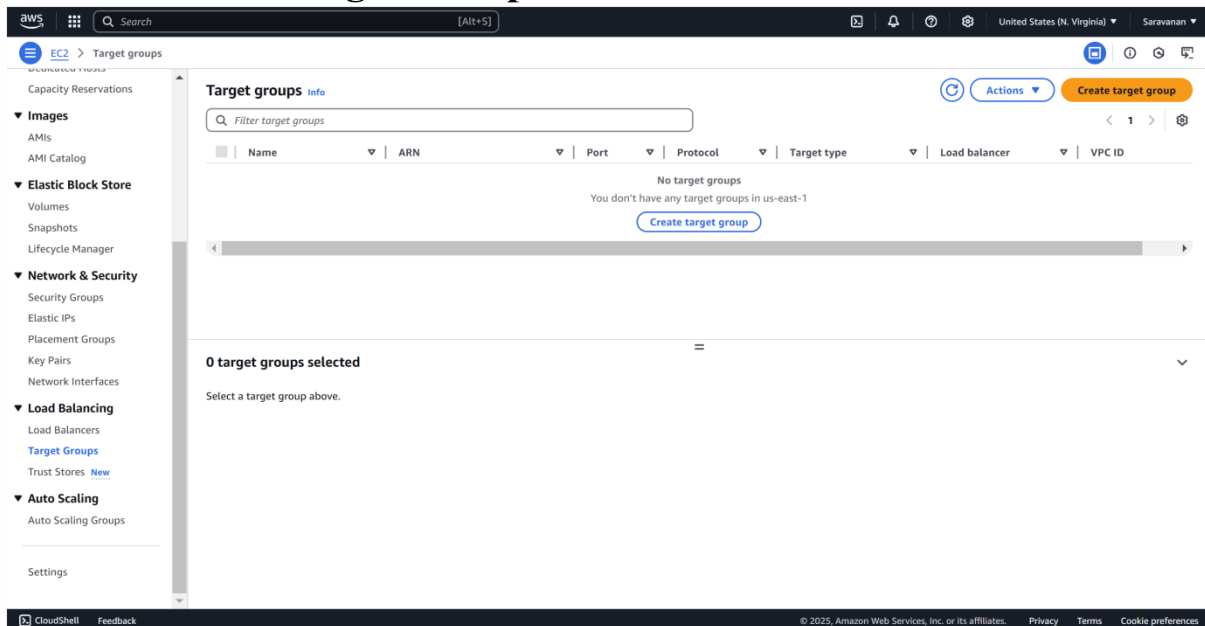 aws
Search [Alt+S] United States (N. Virginia) Saravanan
EC2 > Target groups
Dedicated Hosts
Capacity Reservations
Images
AMIs
AMI Catalog
Elastic Block Store
Volumes
Snapshots
Lifecycle Manager
Network & Security
Security Groups
Elastic IPs
Placement Groups
Key Pairs
Network Interfaces
Load Balancing
Load Balancers
Target Groups
Trust Stores New
Auto Scaling
Auto Scaling Groups
Settings
Target groups Info
Actions Create target group
Filter target groups
1
Name ARN Port Protocol Target type Load balancer VPC ID
No target groups
You don't have any target groups in us-east-1
Create target group
0 target groups selected
Select a target group above.
CloudShell Feedback © 2025, Amazon Web Services, Inc. or its affiliates. Privacy Terms Cookie preferences